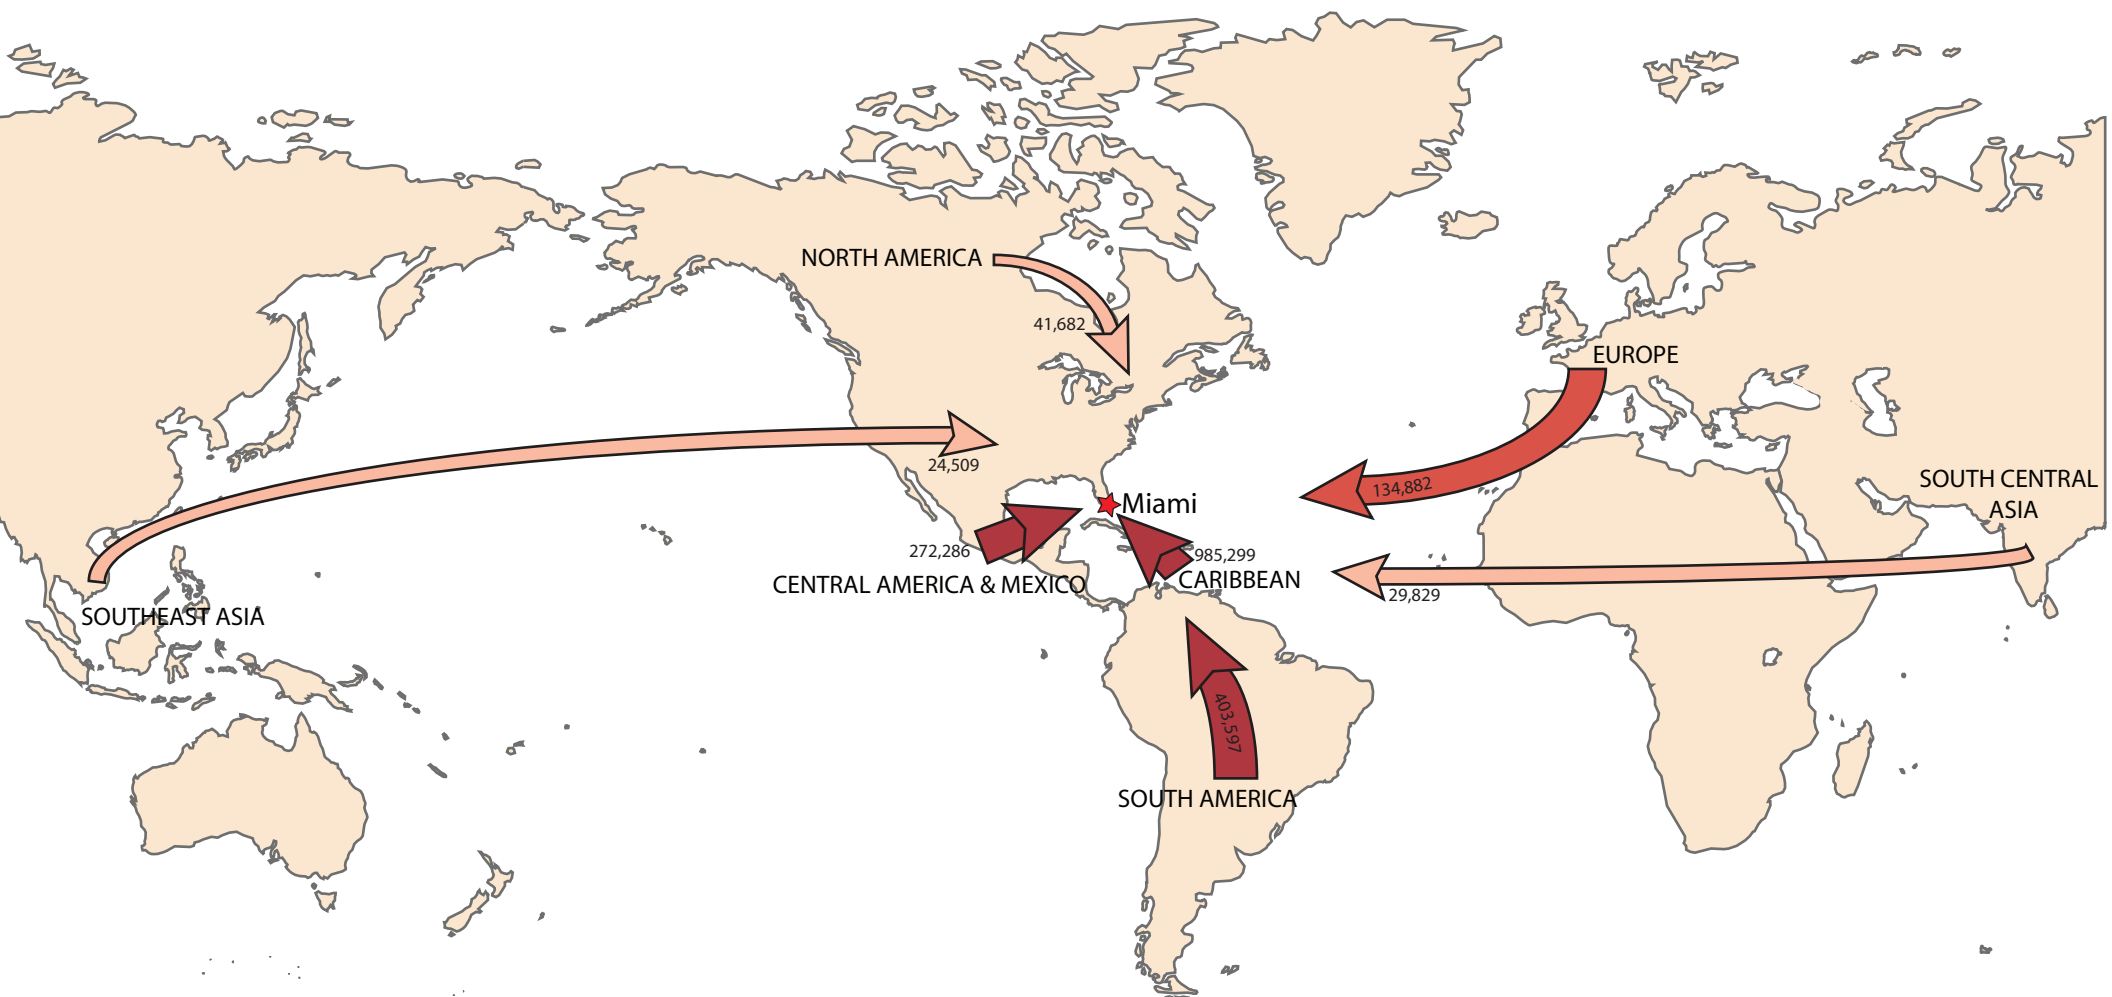 NORTH AMERICA
41,682
EUROPE
134,882
SOUTH CENTRAL
ASIA
29,829
24,509
Miami
272,286
CENTRAL AMERICA & MEXICO
985,299
CARIBBEAN
SOUTHEAST ASIA
403,597
SOUTH AMERICA